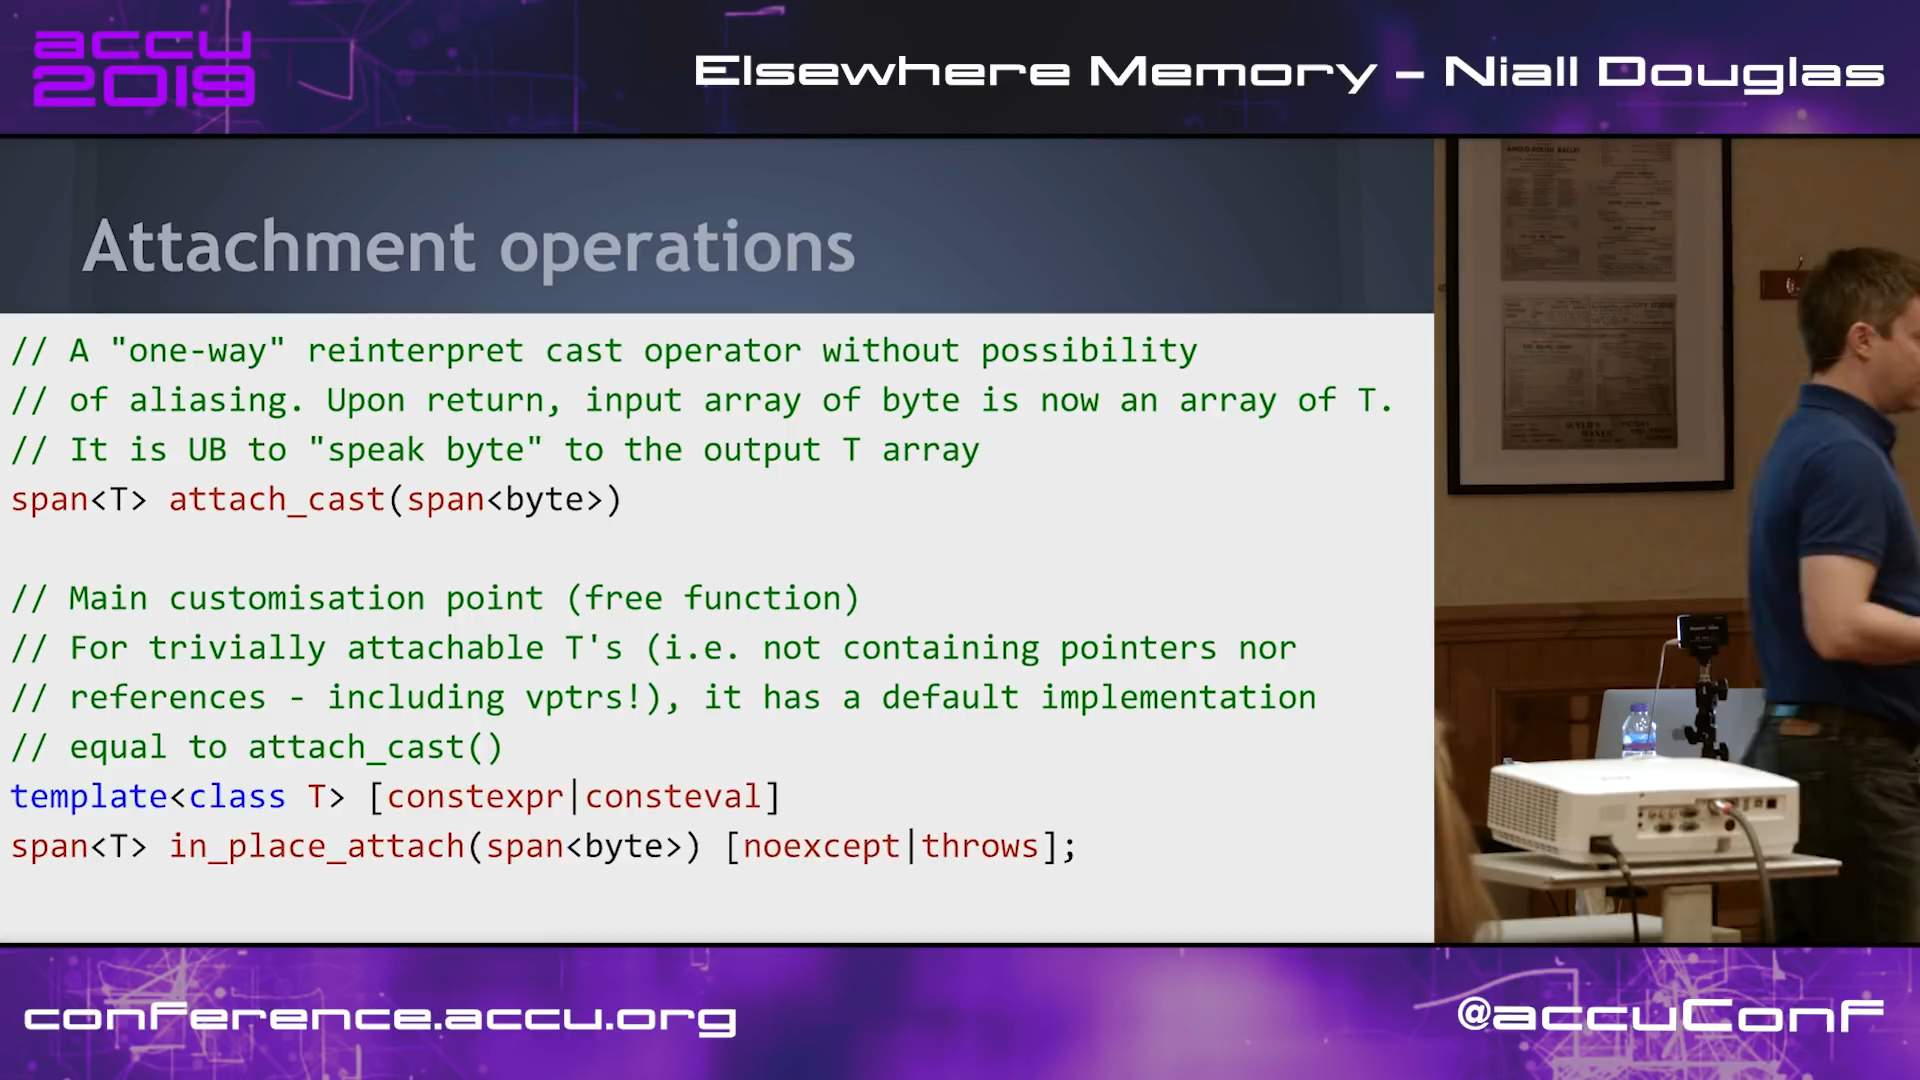 accu
2019
Elsewhere Memory – Niall Douglas
Attachment operations
// A "one-way" reinterpret cast operator without possibility
// of aliasing. Upon return, input array of byte is now an array of T.
// It is UB to "speak byte" to the output T array
span<T> attach_cast(span<byte>)
// Main customisation point (free function)
// For trivially attachable T's (i.e. not containing pointers nor
// references - including vptrs!), it has a default implementation
// equal to attach_cast()
template<class T> [constexpr|consteval]
span<T> in_place_attach(span<byte>) [noexcept|throws];
ANGLO-POLISH BALLET
conference.accu.org
@accuConf